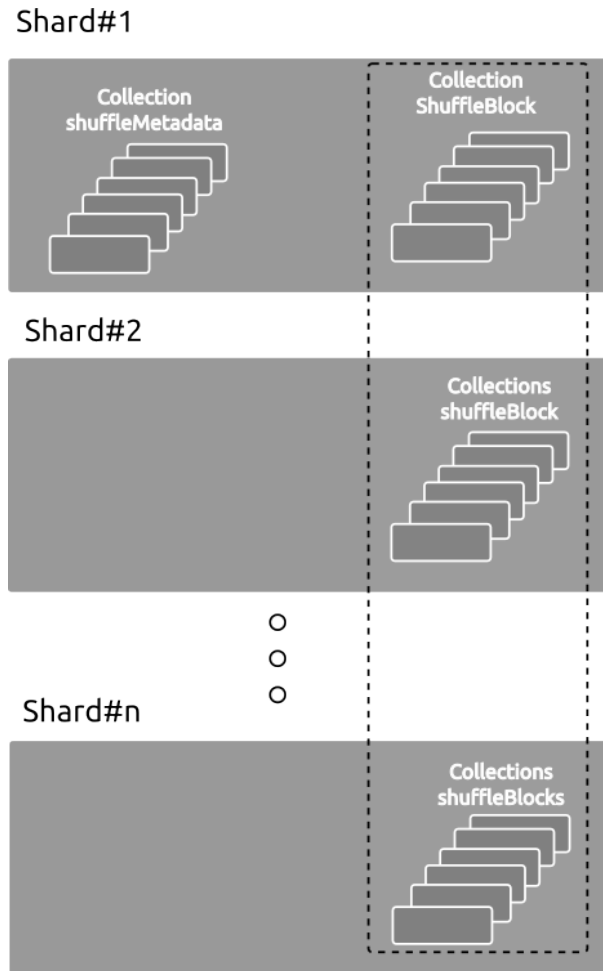 Shard#1
Collection
shuffleMetadata
Collection
ShuffleBlock
Shard#2
Collections
shuffleBlock
Shard#n
Collections
shuffleBlocks